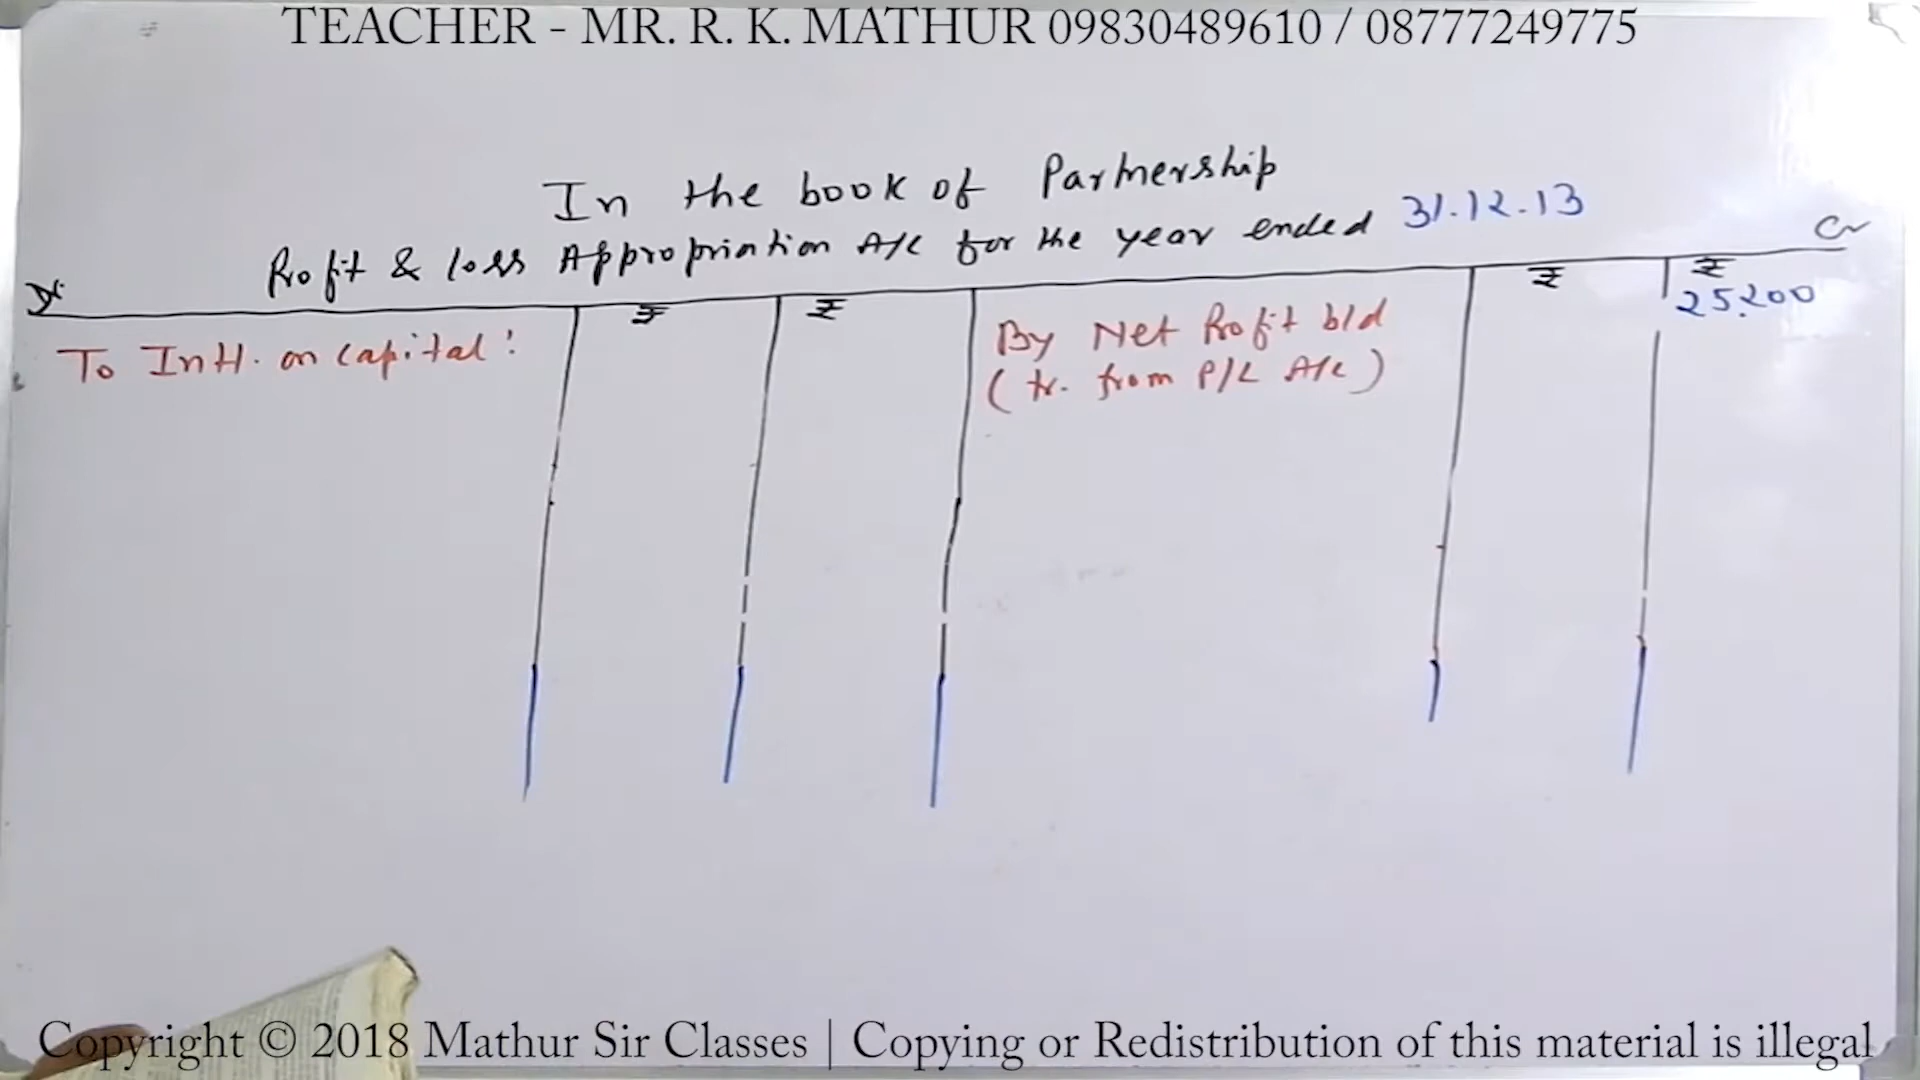 TEACHER - MR. R. K. MATHUR 09830489610 / 08777249775
In the book of Partnership
Profit & loss Appropriation A/c for the year ended 31.12.13
Dr Cr
₹ ₹ ₹ ₹
25,200
To Intt. on capital : By Net Profit b/d
(tr. from P/L A/c)
Copyright © 2018 Mathur Sir Classes | Copying or Redistribution of this material is illegal